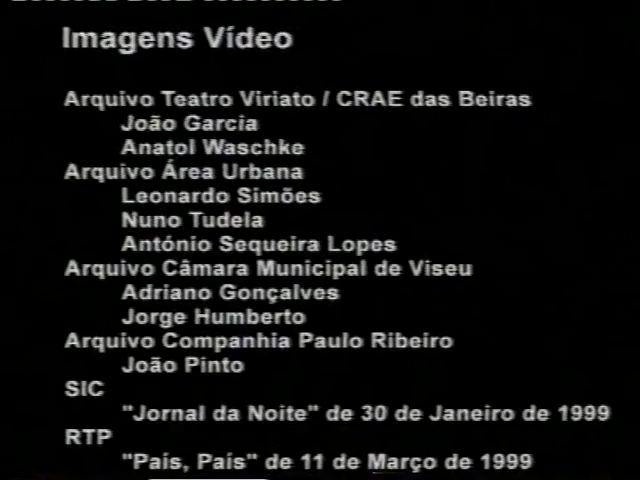 Imagens Vídeo
Arquivo Teatro Viriato / CRAE das Beiras
João Garcia
Anatol Waschke
Arquivo Área Urbana
Leonardo Simões
Nuno Tudela
António Sequeira Lopes
Arquivo Câmara Municipal de Viseu
Adriano Gonçalves
Jorge Humberto
Arquivo Companhia Paulo Ribeiro
João Pinto
SIC
"Jornal da Noite" de 30 de Janeiro de 1999
RTP
"País, País" de 11 de Março de 1999